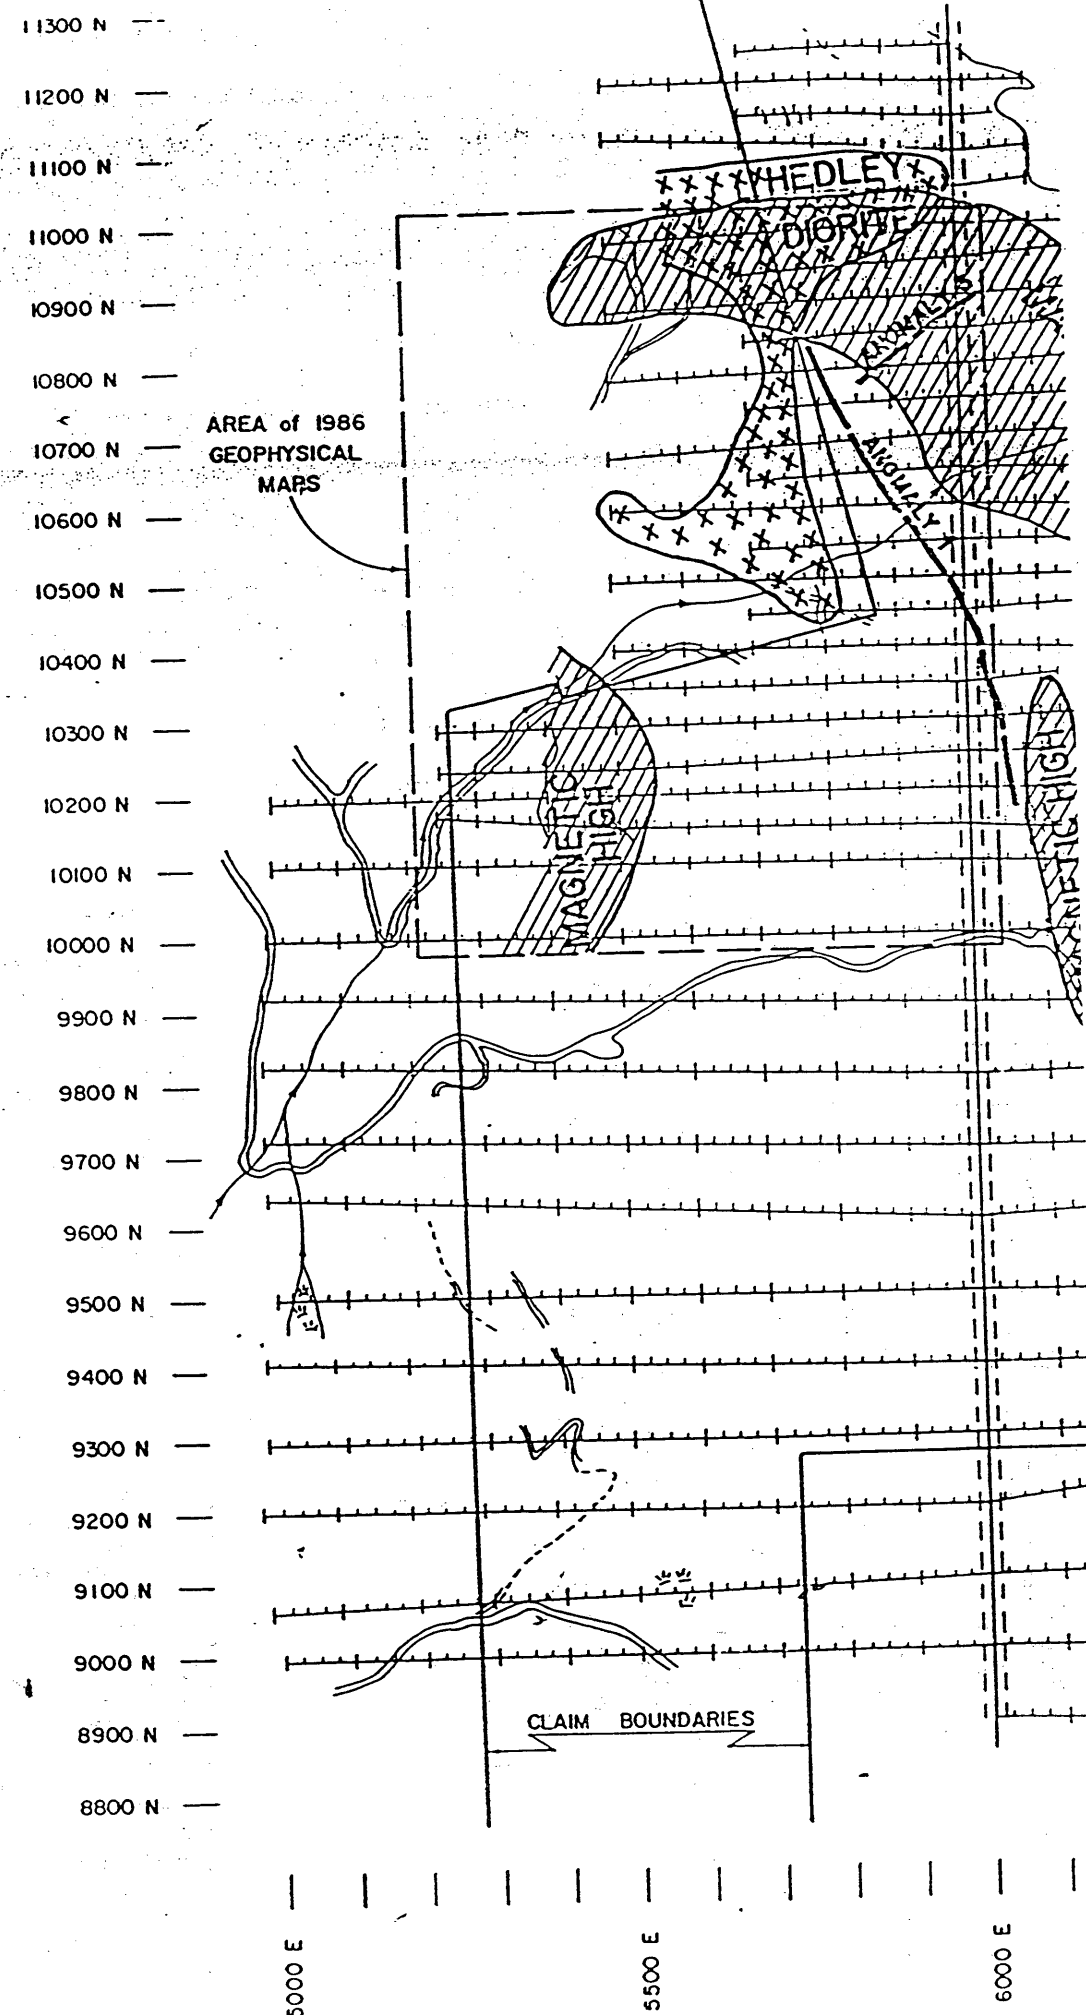 11300 N
11200 N
11100 N
11000 N
10900 N
10800 N
10700 N
10600 N
10500 N
10400 N
10300 N
10200 N
10100 N
10000 N
9900 N
9800 N
9700 N
9600 N
9500 N
9400 N
9300 N
9200 N
9100 N
9000 N
8900 N
8800 N
HEDLEY
DIORITE
ANOMALY
AREA of 1986
GEOPHYSICAL
MAPS
ANOMALY
MAGNETIC
HIGH
HIGH
CLAIM BOUNDARIES
5000 E
5500 E
6000 E